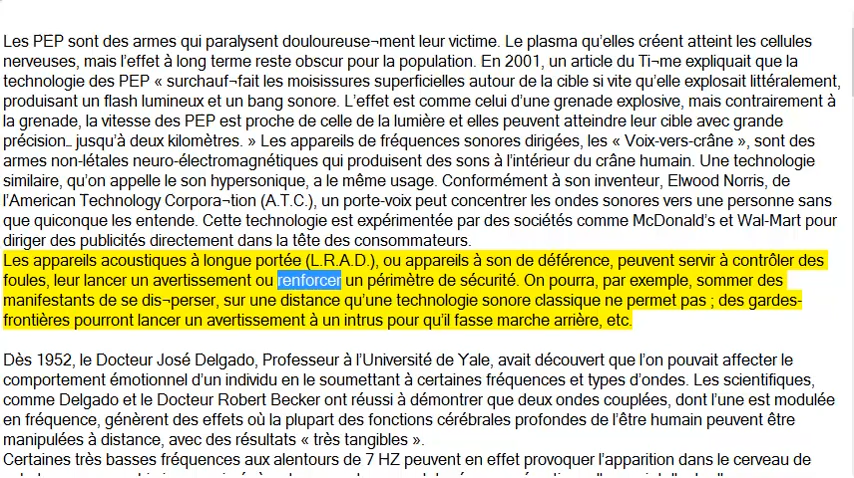 Les PEP sont des armes qui paralysent douloureuse¬ment leur victime. Le plasma qu'elles créent atteint les cellules
nerveuses, mais l'effet à long terme reste obscur pour la population. En 2001, un article du Ti¬me expliquait que la
technologie des PEP « surchauf¬fait les moisissures superficielles autour de la cible si vite qu'elle explosait littéralement,
produisant un flash lumineux et un bang sonore. L'effet est comme celui d'une grenade explosive, mais contrairement à
la grenade, la vitesse des PEP est proche de celle de la lumière et elles peuvent atteindre leur cible avec grande
précision... jusqu'à deux kilomètres. » Les appareils de fréquences sonores dirigées, les « Voix-vers-crâne », sont des
armes non-létales neuro-électromagnétiques qui produisent des sons à l'intérieur du crâne humain. Une technologie
similaire, qu'on appelle le son hypersonique, a le même usage. Conformément à son inventeur, Elwood Norris, de
l'American Technology Corpora¬tion (A.T.C.), un porte-voix peut concentrer les ondes sonores vers une personne sans
que quiconque les entende. Cette technologie est expérimentée par des sociétés comme McDonald's et Wal-Mart pour
diriger des publicités directement dans la tête des consommateurs.
Les appareils acoustiques à longue portée (L.R.A.D.), ou appareils à son de déférence, peuvent servir à contrôler des
foules, leur lancer un avertissement ou renforcer un périmètre de sécurité. On pourra, par exemple, sommer des
manifestants de se dis¬perser, sur une distance qu'une technologie sonore classique ne permet pas ; des gardes-
frontières pourront lancer un avertissement à un intrus pour qu'il fasse marche arrière, etc.
Dès 1952, le Docteur José Delgado, Professeur à l'Université de Yale, avait découvert que l'on pouvait affecter le
comportement émotionnel d'un individu en le soumettant à certaines fréquences et types d'ondes. Les scientifiques,
comme Delgado et le Docteur Robert Becker ont réussi à démontrer que deux ondes couplées, dont l'une est modulée
en fréquence, génèrent des effets où la plupart des fonctions cérébrales profondes de l'être humain peuvent être
manipulées à distance, avec des résultats « très tangibles ».
Certaines très basses fréquences aux alentours de 7 HZ peuvent en effet provoquer l'apparition dans le cerveau de